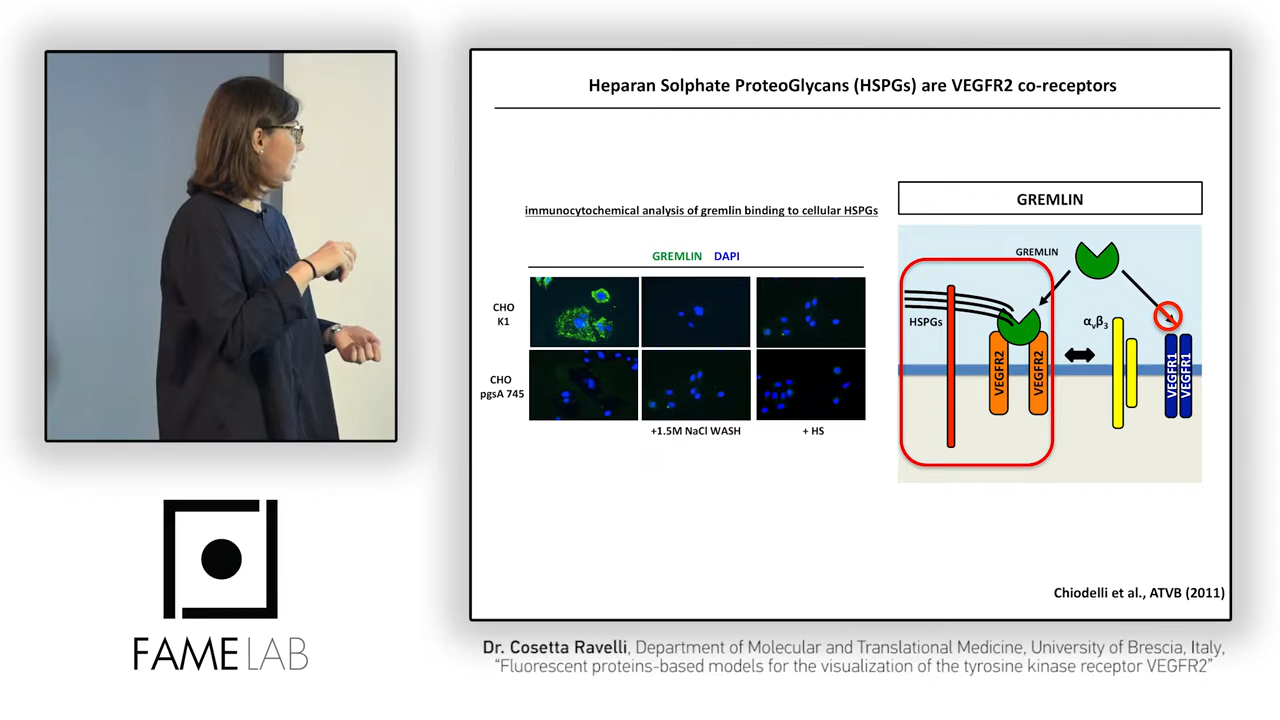 Heparan Solphate ProteoGlycans (HSPGs) are VEGFR2 co-receptors
immunocytochemical analysis of gremlin binding to cellular HSPGs
GREMLIN DAPI
CHO
K1
CHO
pgsA 745
+1.5M NaCl WASH
+ HS
GREMLIN
GREMLIN
HSPGs
αvβ3
VEGFR2
VEGFR2
VEGFR1
VEGFR1
Chiodelli et al., ATVB (2011)
FAME LAB
Dr. Cosetta Ravelli, Department of Molecular and Translational Medicine, University of Brescia, Italy,
“Fluorescent proteins-based models for the visualization of the tyrosine kinase receptor VEGFR2”